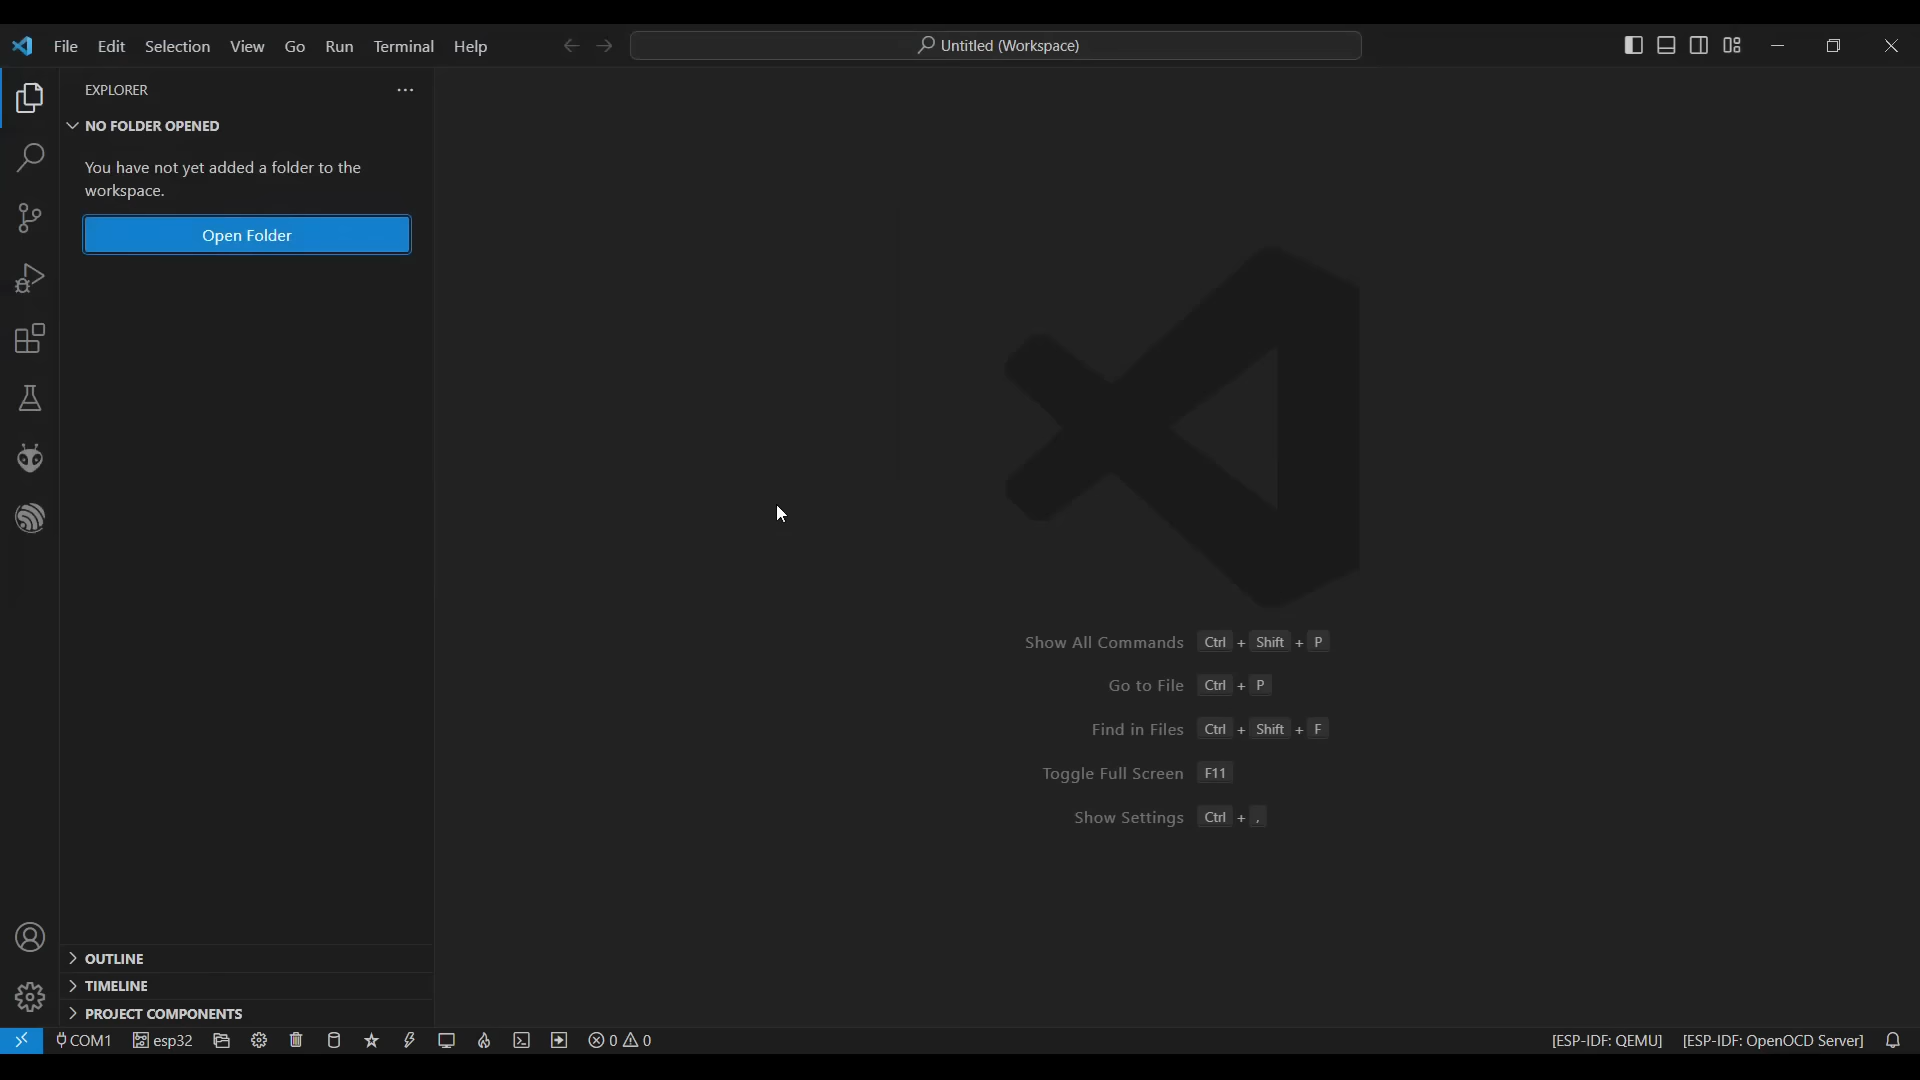 File Edit Selection View Go Run Terminal Help
Untitled (Workspace)
EXPLORER
NO FOLDER OPENED
You have not yet added a folder to the
workspace.
Open Folder
Show All Commands Ctrl + Shift + P
Go to File Ctrl + P
Find in Files Ctrl + Shift + F
Toggle Full Screen F11
Show Settings Ctrl + ,
OUTLINE
TIMELINE
PROJECT COMPONENTS
COM1 esp32 0 0 [ESP-IDF: QEMU] [ESP-IDF: OpenOCD Server]